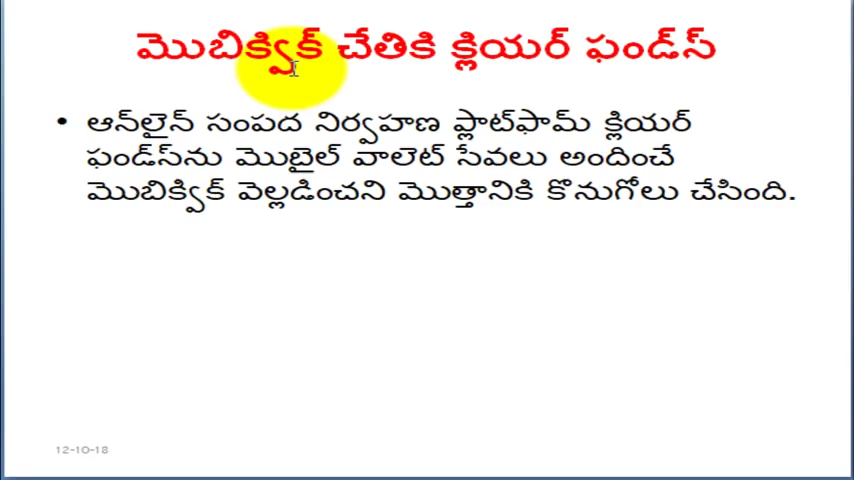 మొబిక్విక్ చేతికి క్లియర్ ఫండ్‌స్
• ఆన్‌లైన్ సంపద నిర్వహణ ప్లాట్‌ఫామ్ క్లియర్
ఫండ్‌స్‌ను మొబైల్ వాలెట్ సేవలు అందించే
మొబిక్విక్ వెల్లడించని మొత్తానికి కొనుగోలు చేసింది.
12-10-18